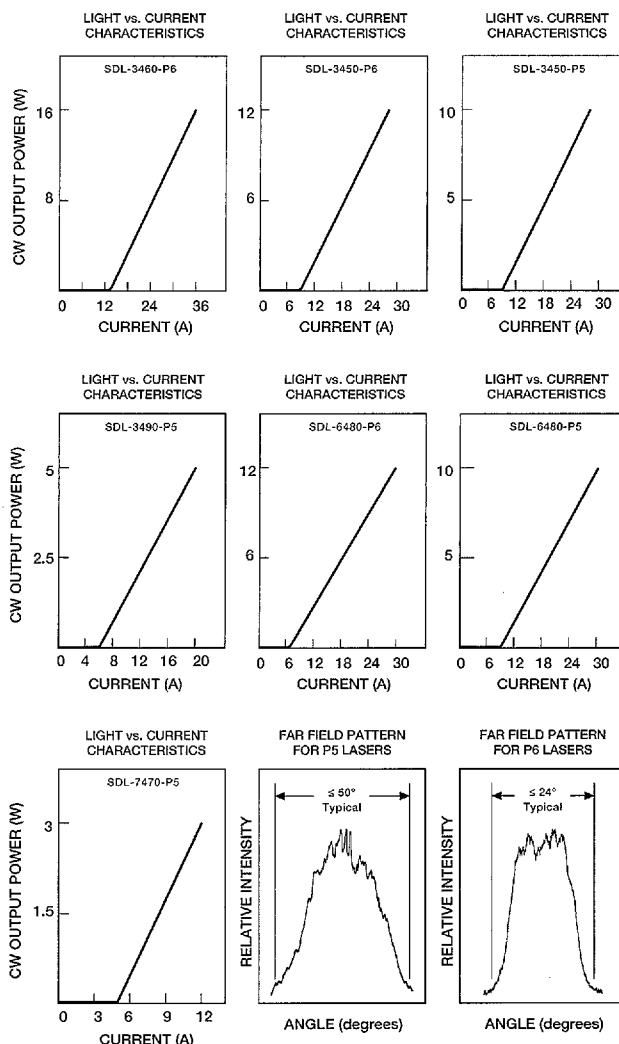 LIGHT vs. CURRENT
CHARACTERISTICS
SDL-3460-P6
CW OUTPUT POWER (W)
16
8
0 12 24 36
CURRENT (A)
LIGHT vs. CURRENT
CHARACTERISTICS
SDL-3450-P6
12
6
0 6 12 18 24 30
CURRENT (A)
LIGHT vs. CURRENT
CHARACTERISTICS
SDL-3450-P5
10
5
0 6 12 18 24 30
CURRENT (A)
LIGHT vs. CURRENT
CHARACTERISTICS
SDL-3490-P5
CW OUTPUT POWER (W)
5
2.5
0 4 8 12 16 20
CURRENT (A)
LIGHT vs. CURRENT
CHARACTERISTICS
SDL-6480-P6
12
6
0 6 12 18 24 30
CURRENT (A)
LIGHT vs. CURRENT
CHARACTERISTICS
SDL-6480-P5
10
5
0 6 12 18 24 30
CURRENT (A)
LIGHT vs. CURRENT
CHARACTERISTICS
SDL-7470-P5
CW OUTPUT POWER (W)
3
1.5
0 3 6 9 12
CURRENT (A)
FAR FIELD PATTERN
FOR P5 LASERS
≤ 50°
Typical
RELATIVE INTENSITY
ANGLE (degrees)
FAR FIELD PATTERN
FOR P6 LASERS
≤ 24°
Typical
RELATIVE INTENSITY
ANGLE (degrees)